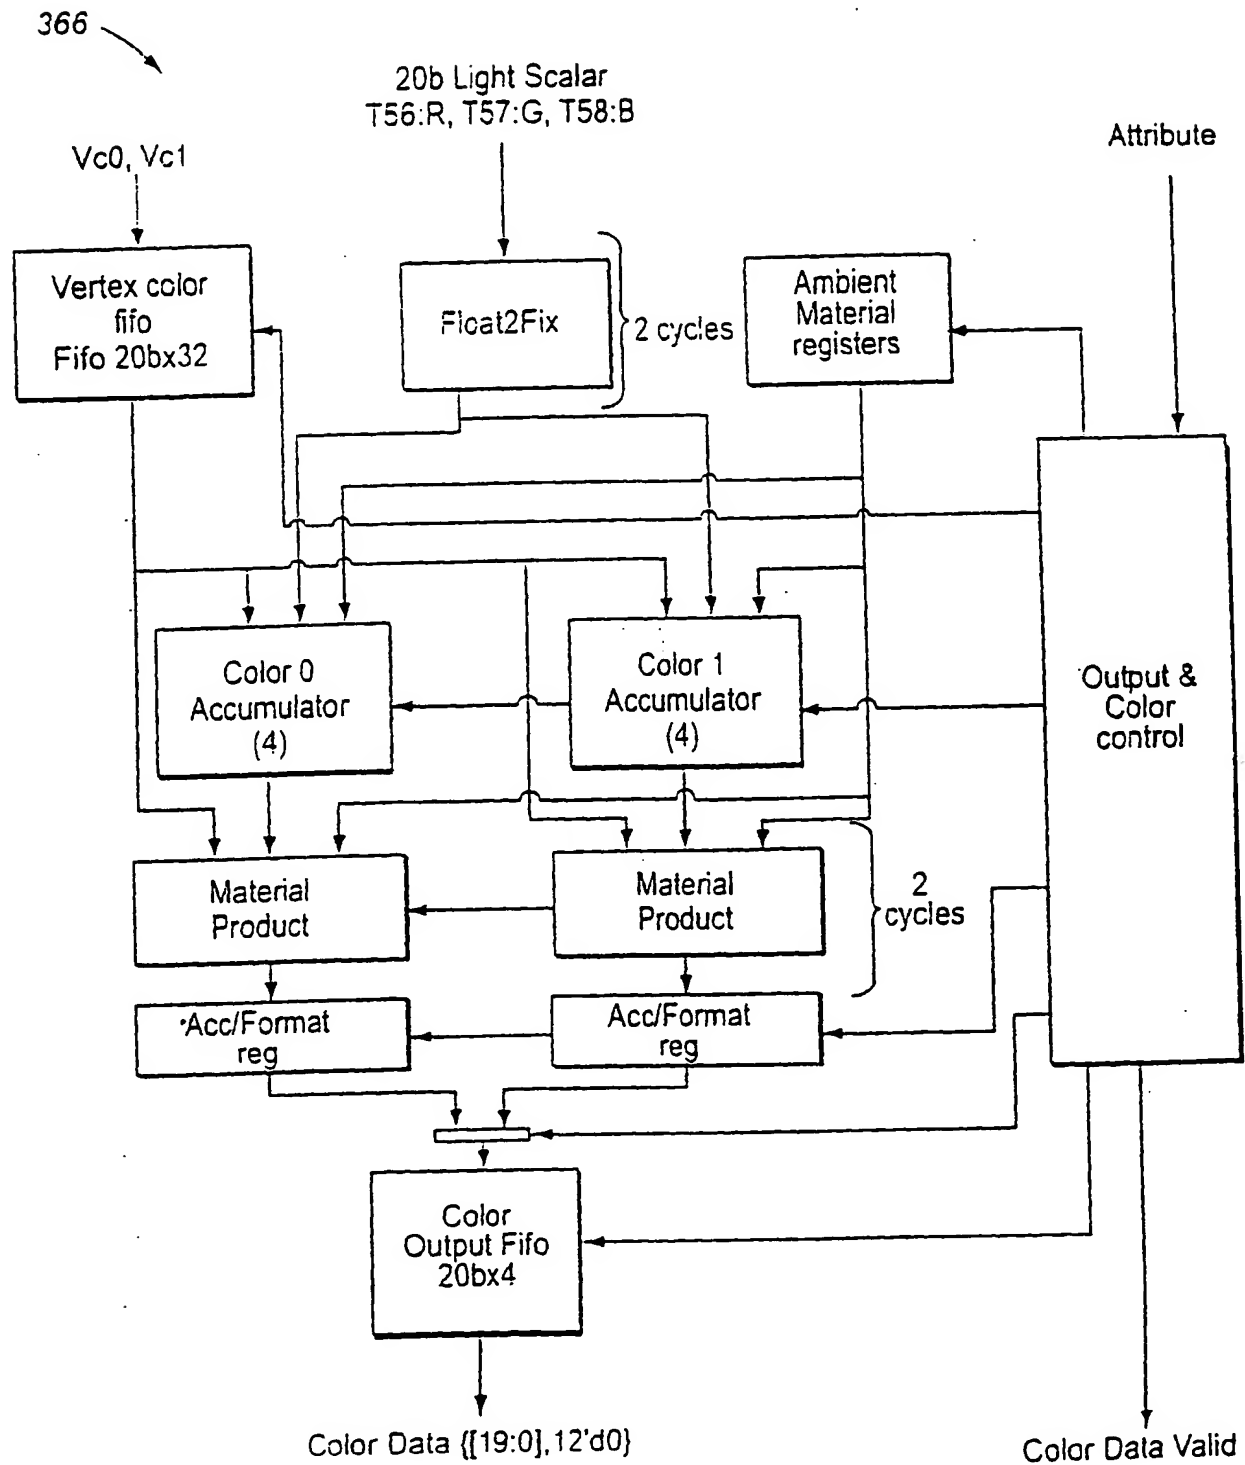 366
20b Light Scalar
T56:R, T57:G, T58:B
Vc0, Vc1
Attribute
Vertex color
fifo
Fifo 20bx32
Float2Fix
2 cycles
Ambient
Material
registers
Color 0
Accumulator
(4)
Color 1
Accumulator
(4)
Output &
Color
control
Material
Product
Material
Product
2
cycles
Acc/Format
reg
Acc/Format
reg
Color
Output Fifo
20bx4
Color Data {[19:0],12'd0}
Color Data Valid